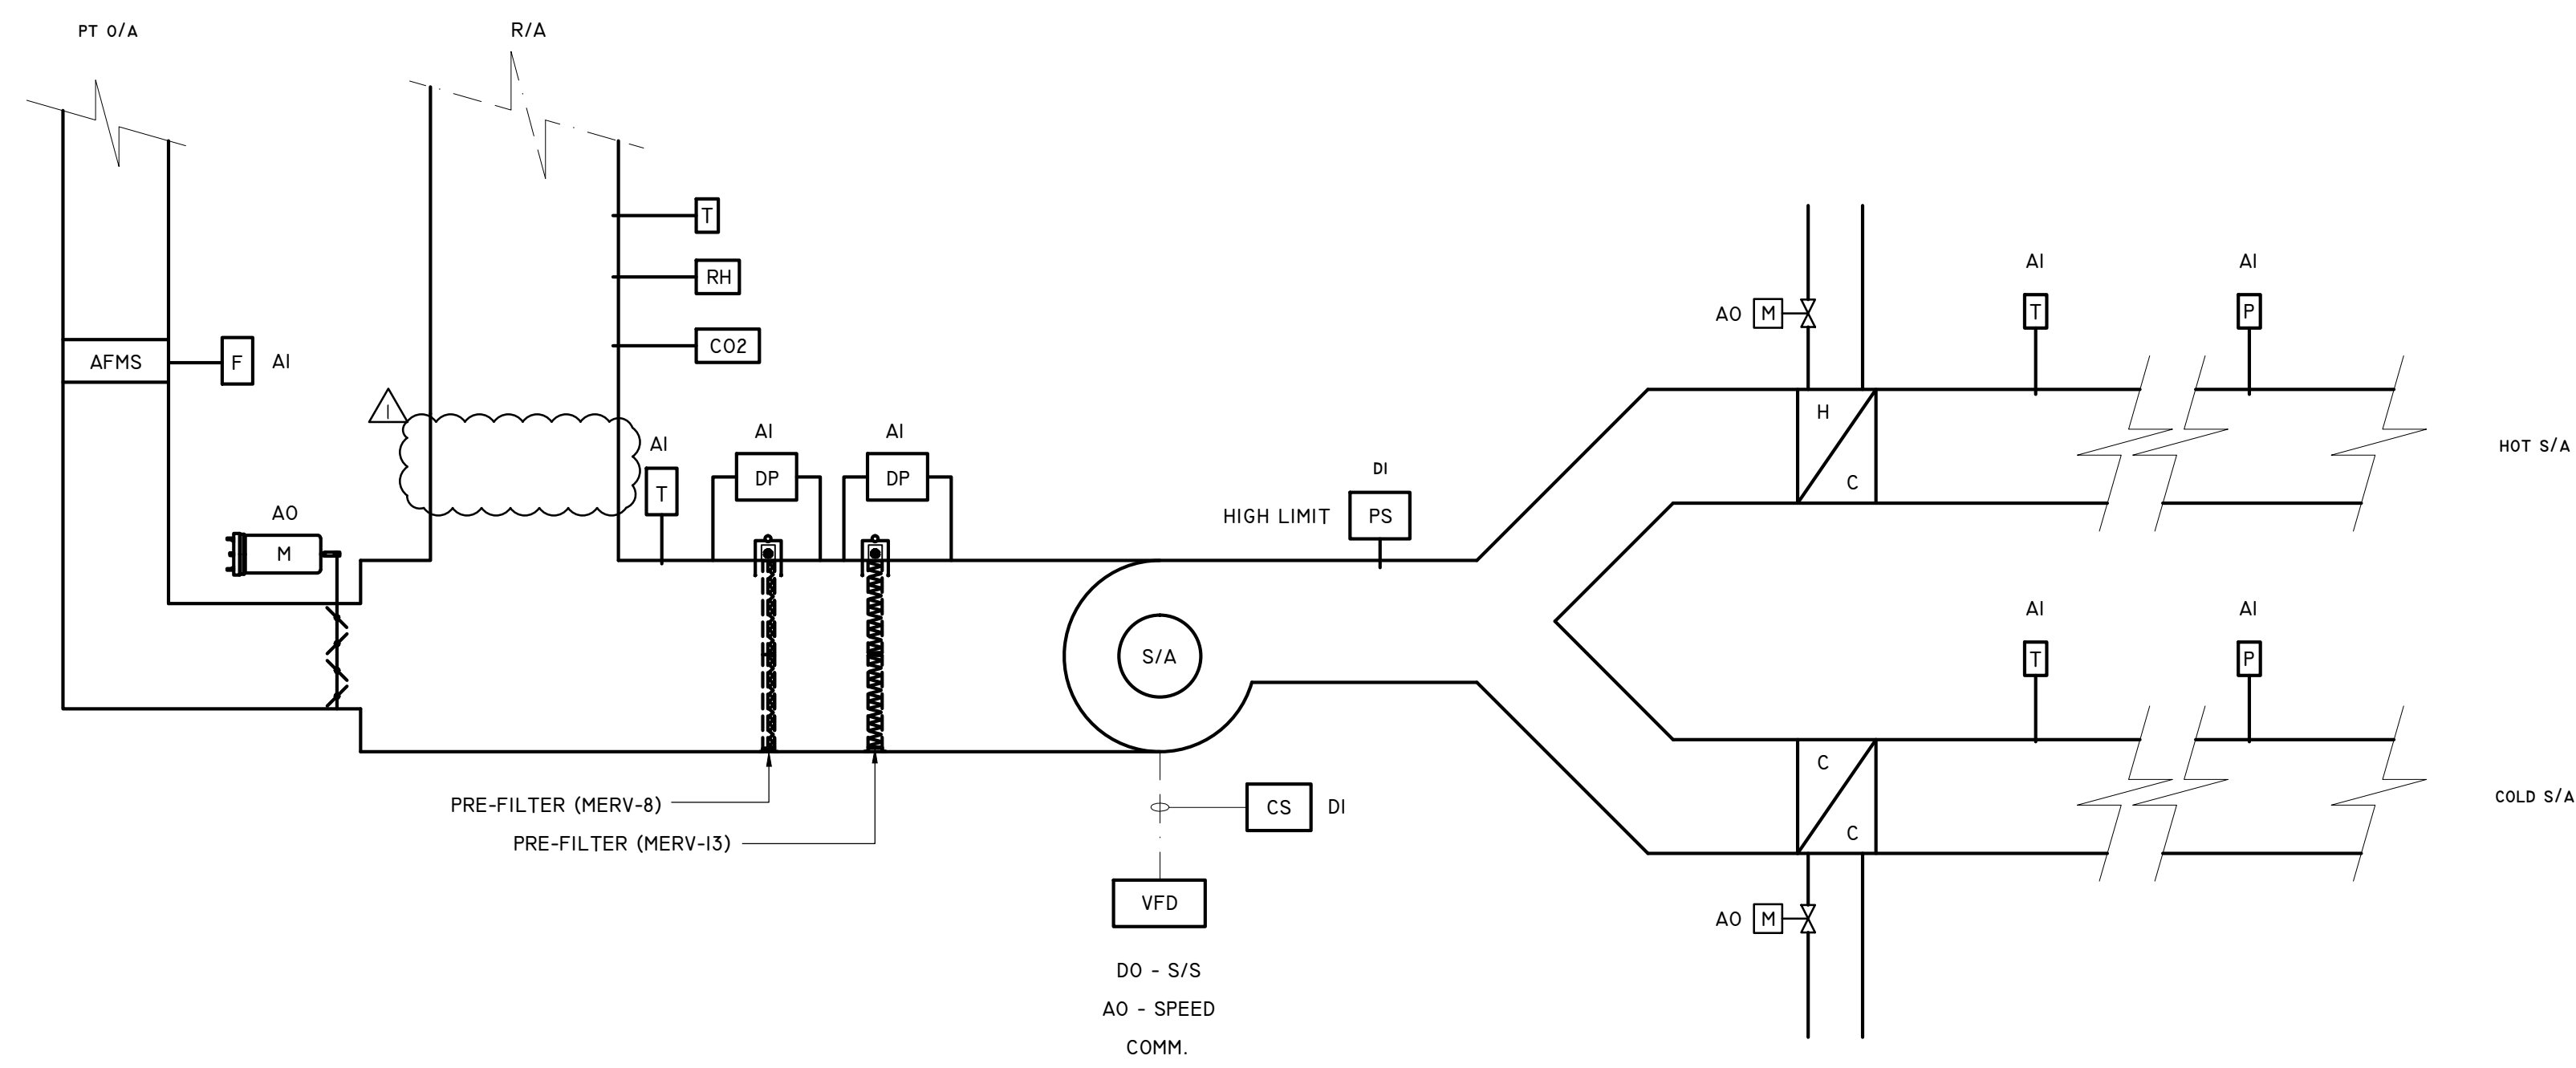 PT O/A
R/A
T
RH
CO2
AFMS
F
AI
1
AI
T
AI
DP
AI
DP
AO
M
HIGH LIMIT
DI
PS
S/A
PRE-FILTER (MERV-8)
PRE-FILTER (MERV-13)
CS
DI
VFD
DO - S/S
AO - SPEED
COMM.
AO
M
H
C
AI
T
AI
P
HOT S/A
AI
T
AI
P
C
C
COLD S/A
AO
M